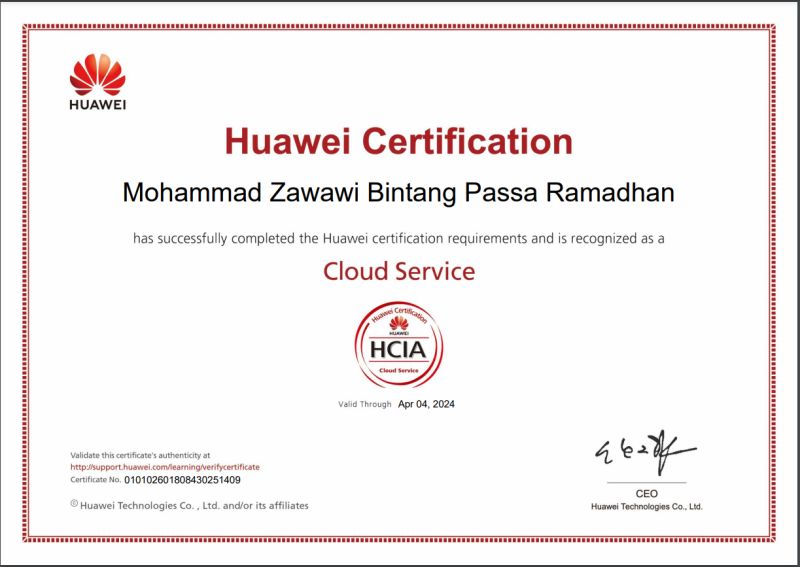 HUAWEI
Huawei Certification
Mohammad Zawawi Bintang Passa Ramadhan
has successfully completed the Huawei certification requirements and is recognized as a
Cloud Service
Huawei Certification
HUAWEI
HCIA
Cloud Service
Valid Through Apr 04, 2024
Validate this certificate's authenticity at
http://support.huawei.com/learning/verifycertificate
Certificate No. 010102601808430251409
© Huawei Technologies Co. , Ltd. and/or its affiliates
CEO
Huawei Technologies Co., Ltd.